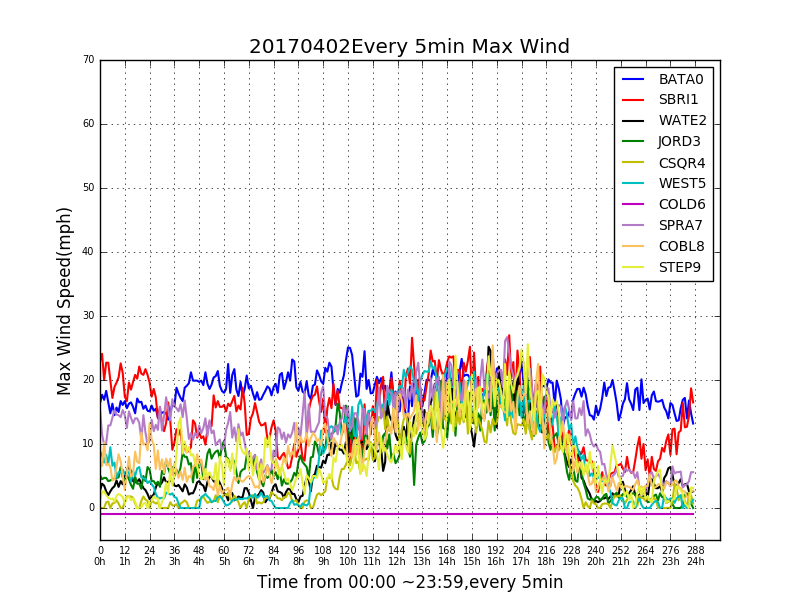 20170402Every 5min Max Wind
70
60
50
40
30
20
10
0
Max Wind Speed(mph)
BATA0
SBRI1
WATE2
JORD3
CSQR4
WEST5
COLD6
SPRA7
COBL8
STEP9
0 12 24 36 48 60 72 84 96 108 120 132 144 156 168 180 192 204 216 228 240 252 264 276 288
0h 1h 2h 3h 4h 5h 6h 7h 8h 9h 10h 11h 12h 13h 14h 15h 16h 17h 18h 19h 20h 21h 22h 23h 24h
Time from 00:00 ~23:59,every 5min